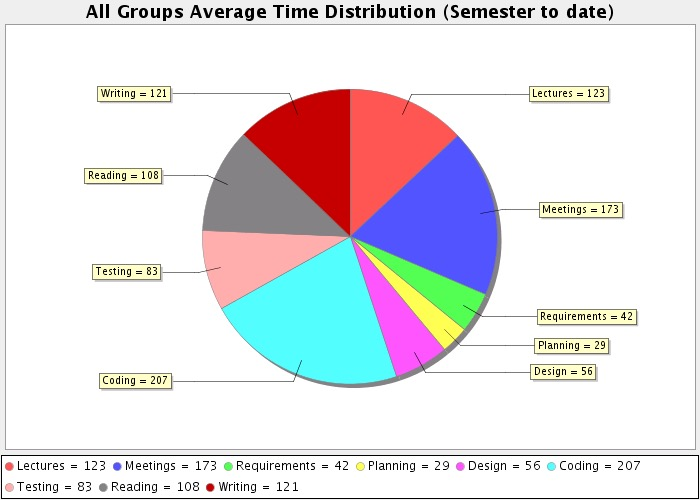 All Groups Average Time Distribution (Semester to date)
Writing = 121
Lectures = 123
Reading = 108
Meetings = 173
Testing = 83
Requirements = 42
Planning = 29
Design = 56
Coding = 207
Lectures = 123 Meetings = 173 Requirements = 42 Planning = 29 Design = 56 Coding = 207
Testing = 83 Reading = 108 Writing = 121